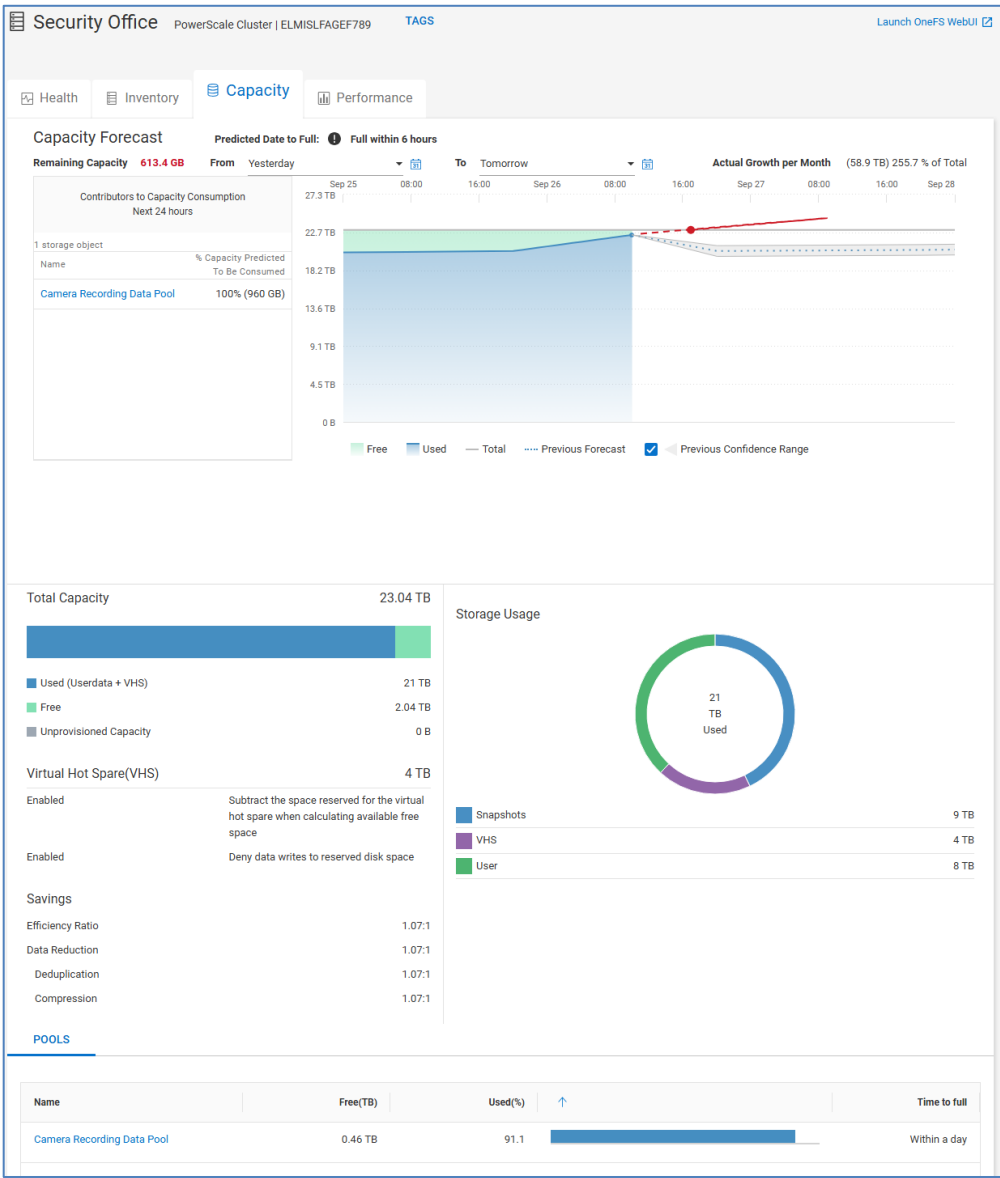 Security Office PowerScale Cluster | ELMISLFAGEF789 TAGS Launch OneFS WebUI
Health Inventory Capacity Performance
Capacity Forecast Predicted Date to Full: Full within 6 hours
Remaining Capacity 613.4 GB From Yesterday To Tomorrow Actual Growth per Month (58.9 TB) 255.7 % of Total
Contributors to Capacity Consumption
Next 24 hours
1 storage object
Name % Capacity Predicted
To Be Consumed
Camera Recording Data Pool 100% (960 GB)
Sep 25 08:00 16:00 Sep 26 08:00 16:00 Sep 27 08:00 16:00 Sep 28
27.3 TB
22.7 TB
18.2 TB
13.6 TB
9.1 TB
4.5 TB
0 B
Free Used Total Previous Forecast Previous Confidence Range
Total Capacity 23.04 TB
Used (Userdata + VHS) 21 TB
Free 2.04 TB
Unprovisioned Capacity 0 B
Virtual Hot Spare(VHS) 4 TB
Enabled Subtract the space reserved for the virtual
hot spare when calculating available free
space
Enabled Deny data writes to reserved disk space
Savings
Efficiency Ratio 1.07:1
Data Reduction 1.07:1
Deduplication 1.07:1
Compression 1.07:1
Storage Usage
21
TB
Used
Snapshots 9 TB
VHS 4 TB
User 8 TB
POOLS
Name Free(TB) Used(%) Time to full
Camera Recording Data Pool 0.46 TB 91.1 Within a day